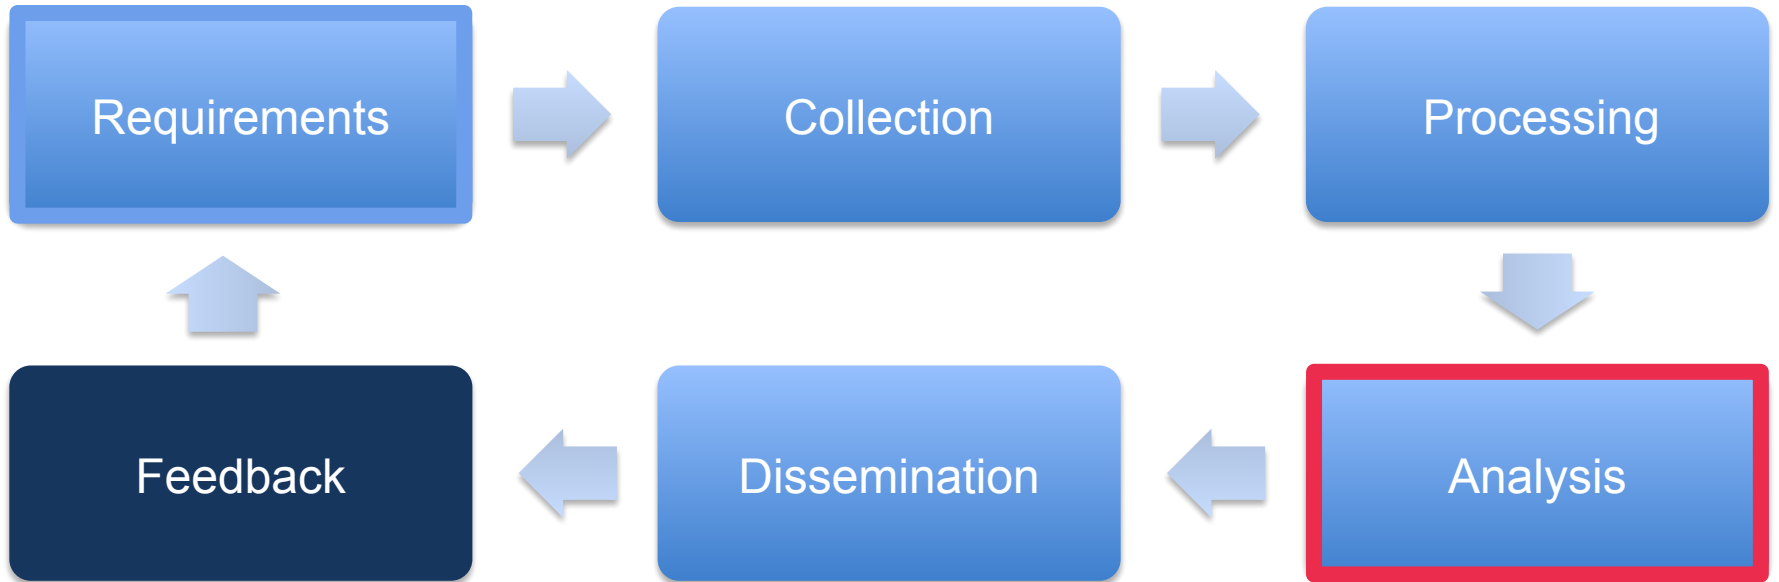 Requirements
Collection
Processing
Feedback
Dissemination
Analysis